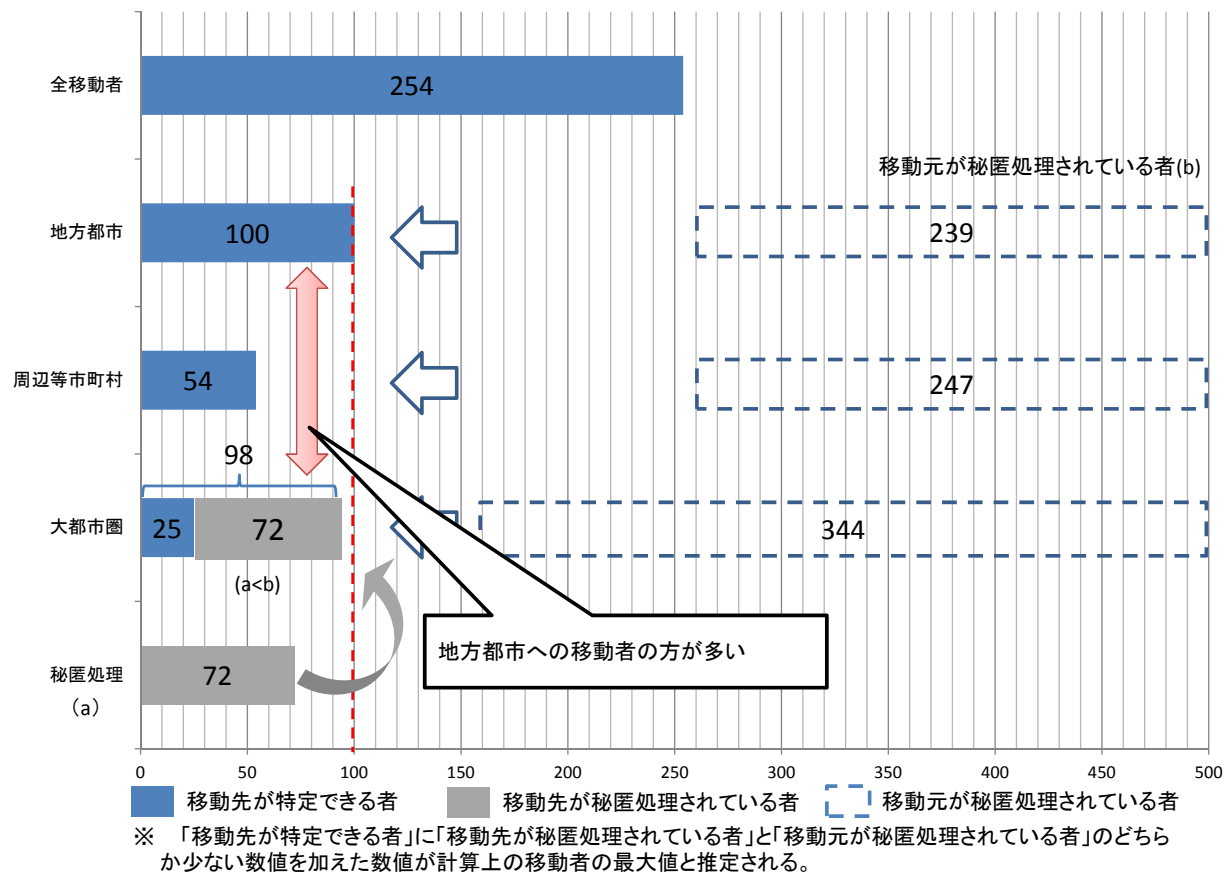 全移動者
254
移動元が秘匿処理されている者(b)
地方都市
100
239
周辺等市町村
54
247
98
大都市圏
25
72
344
(a<b)
地方都市への移動者の方が多い
秘匿処理
(a)
72
0 50 100 150 200 250 300 350 400 450 500
移動先が特定できる者 移動先が秘匿処理されている者 移動元が秘匿処理されている者
※ 「移動先が特定できる者」に「移動先が秘匿処理されている者」と「移動元が秘匿処理されている者」のどちら
か少ない数値を加えた数値が計算上の移動者の最大値と推定される。